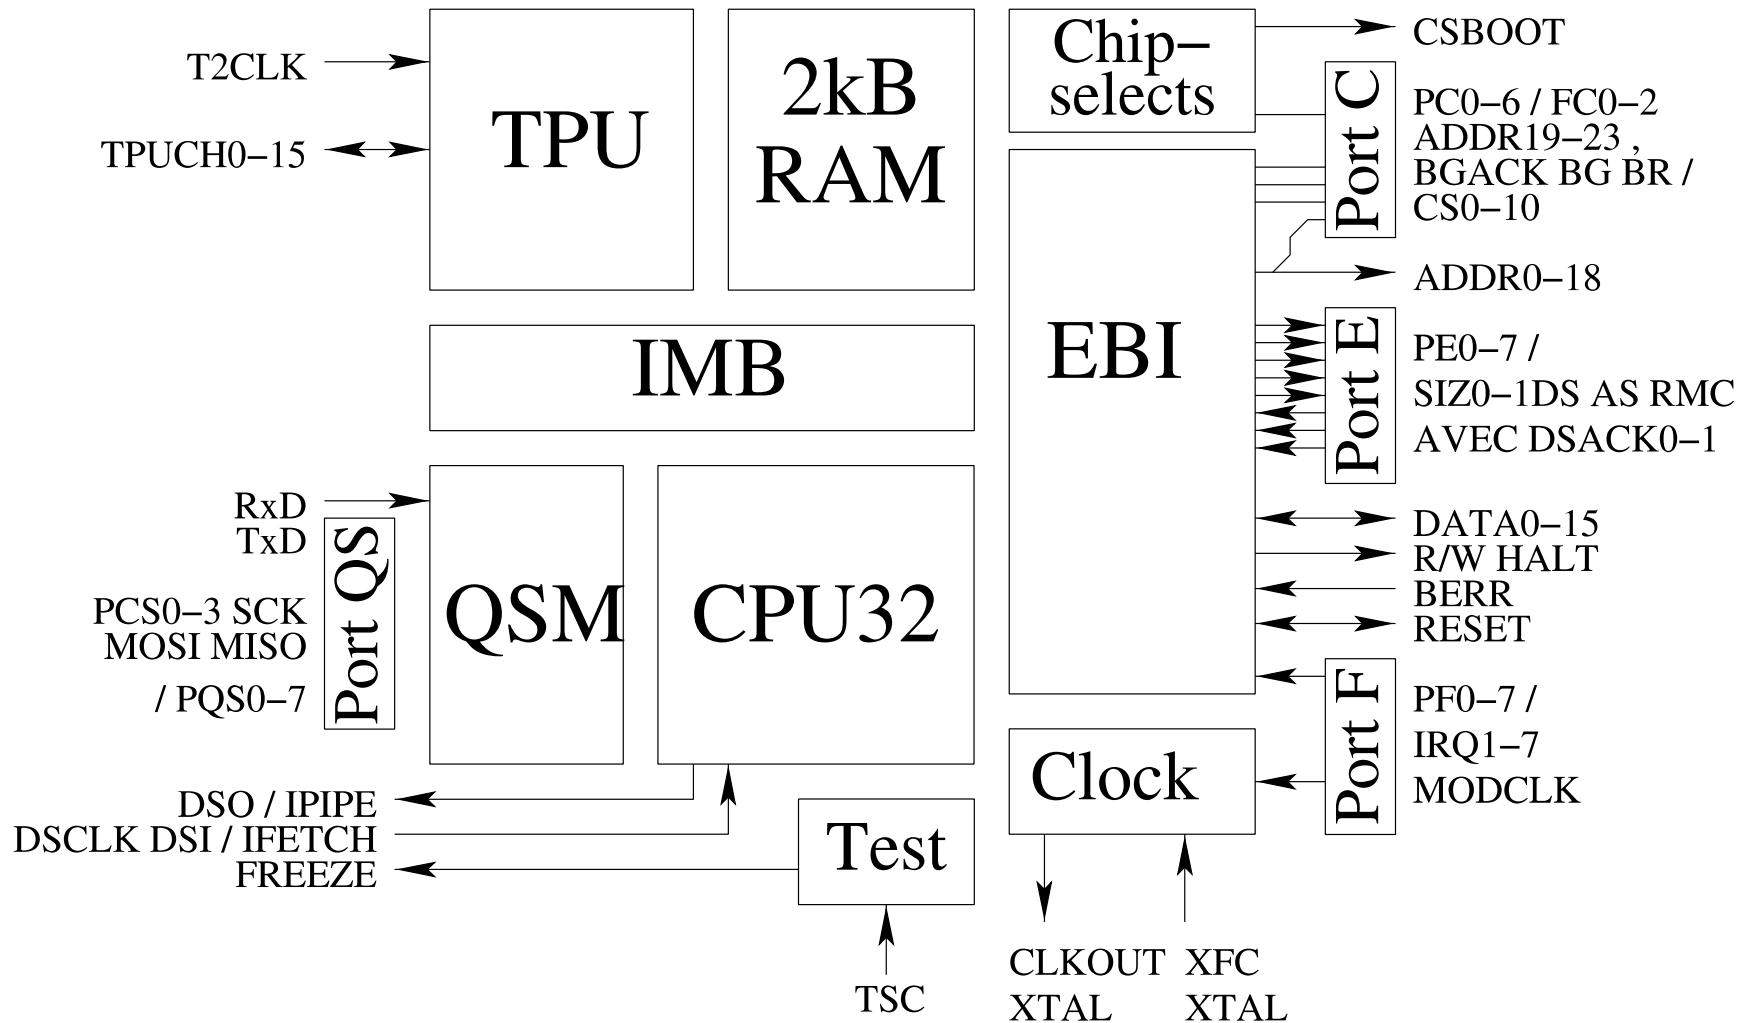 T2CLK
TPUCH0–15
TPU
2kB
RAM
Chip–
selects
CSBOOT
Port C
PC0–6 / FC0–2
ADDR19–23 ,
BGACK BG BR /
CS0–10
ADDR0–18
IMB
EBI
Port E
PE0–7 /
SIZ0–1DS AS RMC
AVEC DSACK0–1
RxD
TxD
PCS0–3 SCK
MOSI MISO
/ PQS0–7
Port QS
QSM
CPU32
DATA0–15
R/W HALT
BERR
RESET
Port F
PF0–7 /
IRQ1–7
MODCLK
DSO / IPIPE
DSCLK DSI / IFETCH
FREEZE
Test
TSC
Clock
CLKOUT
XTAL
XFC
XTAL